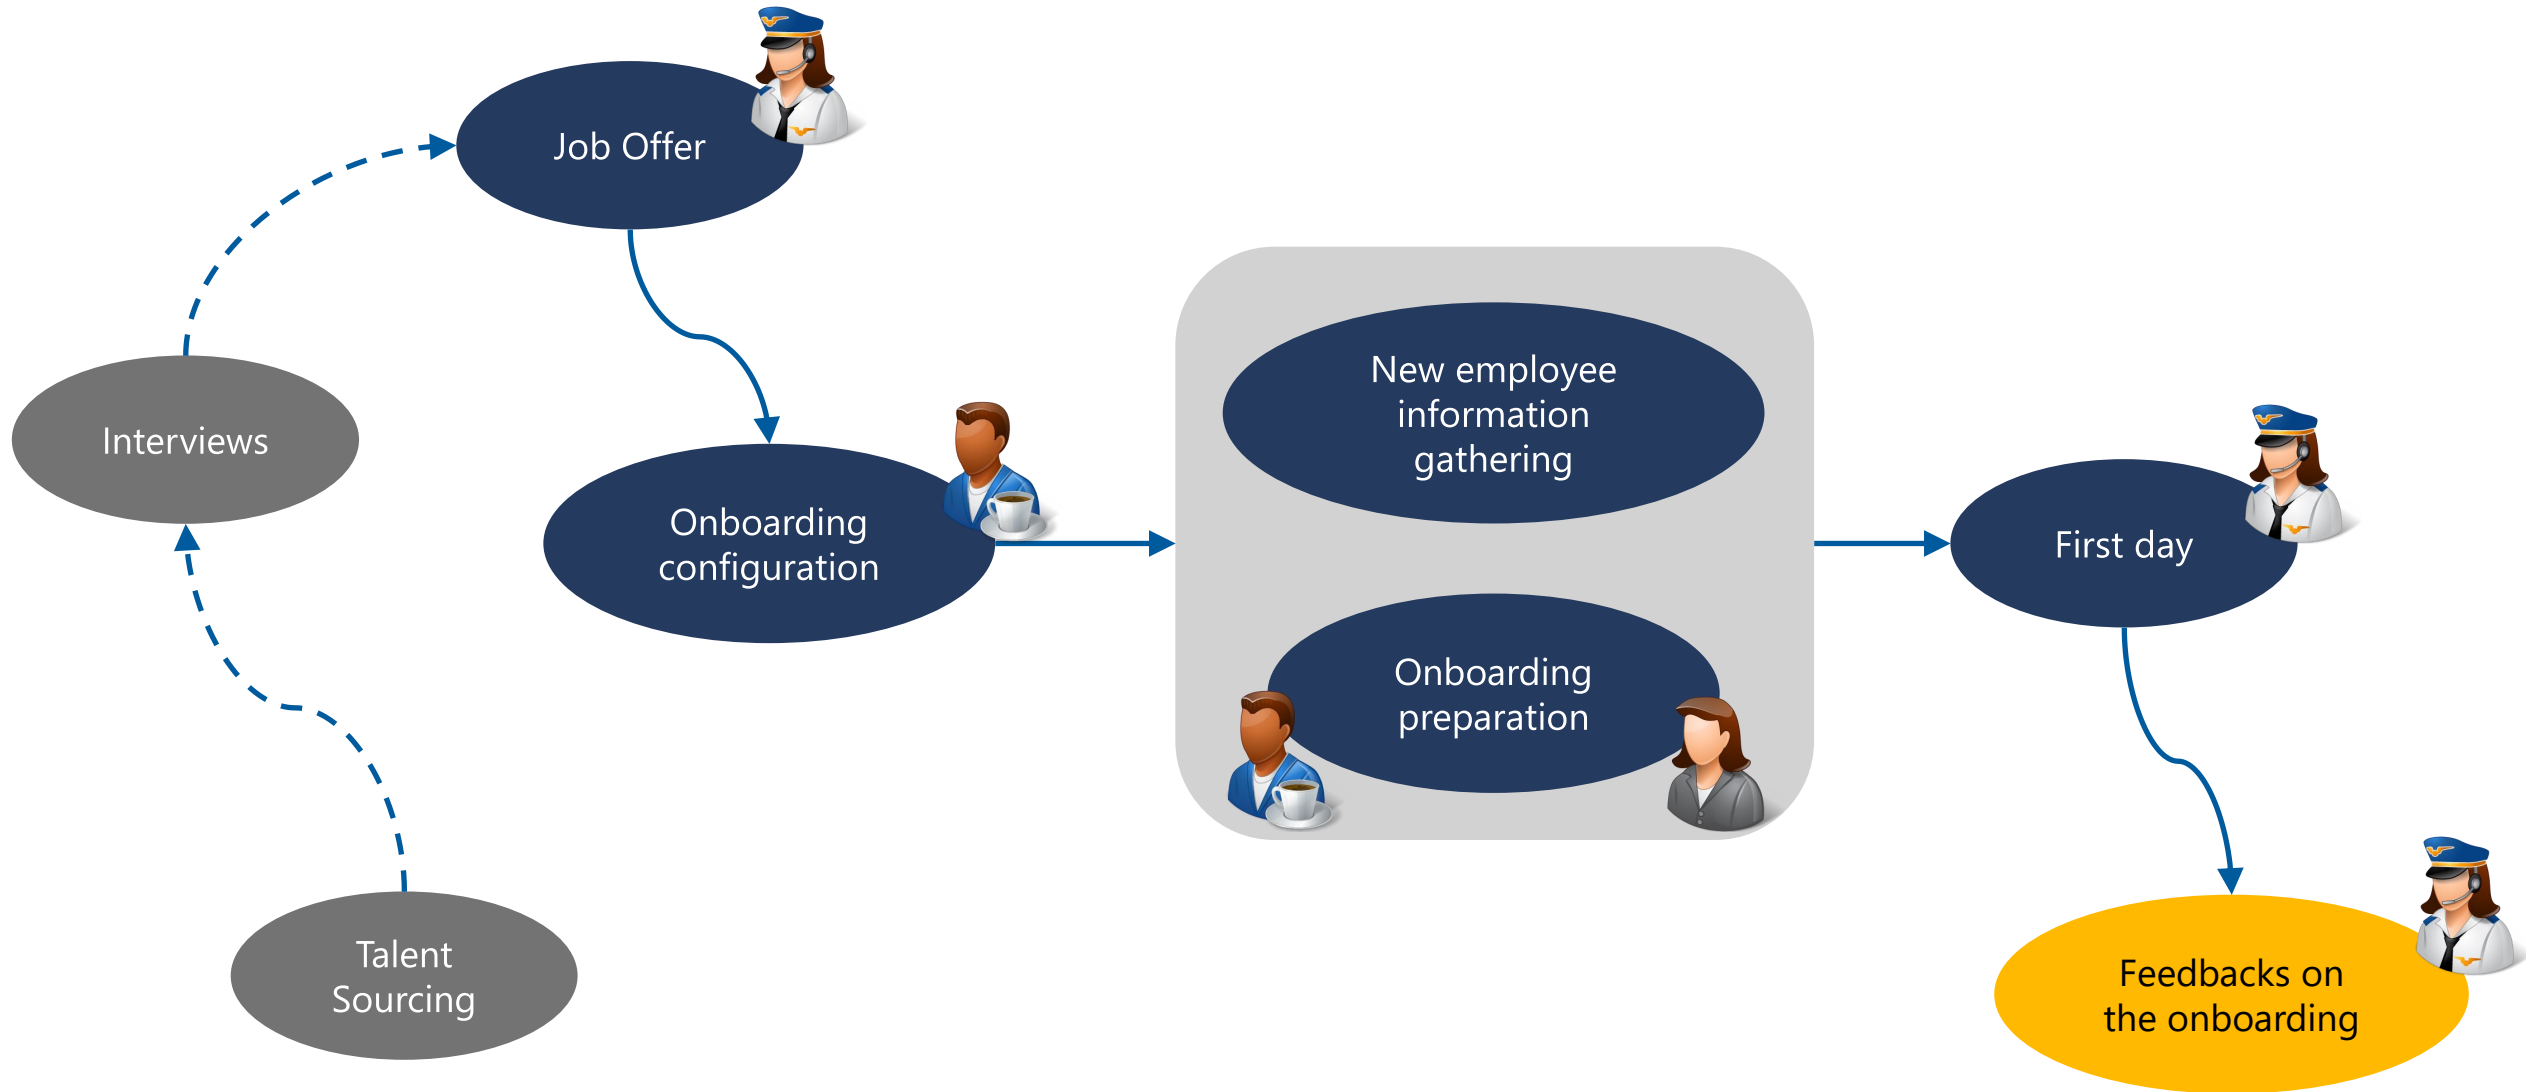 Job Offer
Interviews
Talent
Sourcing
Onboarding
configuration
New employee
information
gathering
Onboarding
preparation
First day
Feedbacks on
the onboarding